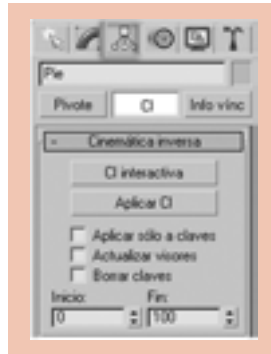 Pie
Pivote CI Info vínc
- Cinemática inversa
CI interactiva
Aplicar CI
Aplicar sólo a claves
Actualizar visores
Borrar claves
Inicio: Fin:
0 100